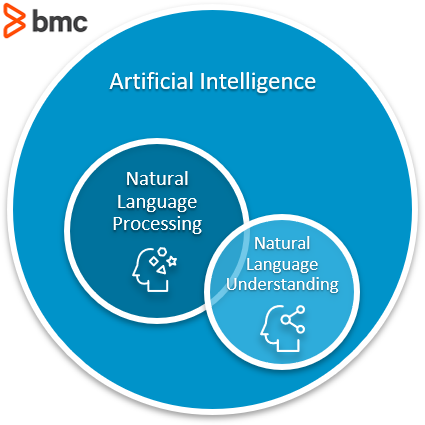 bmc
Artificial Intelligence
Natural
Language
Processing
Natural
Language
Understanding